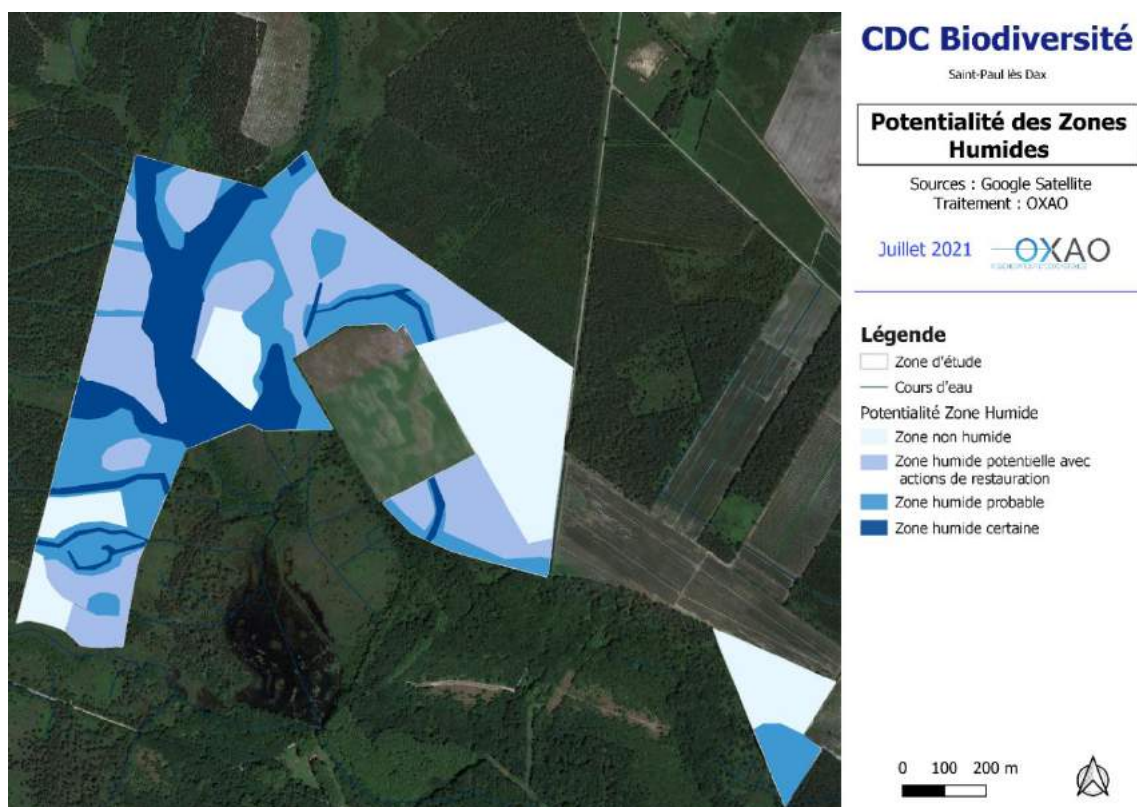 CDC Biodiversité
Saint-Paul lès Dax
Potentialité des Zones
Humides
Sources : Google Satellite
Traitement : OXAO
Juillet 2021
OXAO
Légende
Zone d'étude
Cours d'eau
Potentialité Zone Humide
Zone non humide
Zone humide potentielle avec
actions de restauration
Zone humide probable
Zone humide certaine
0 100 200 m